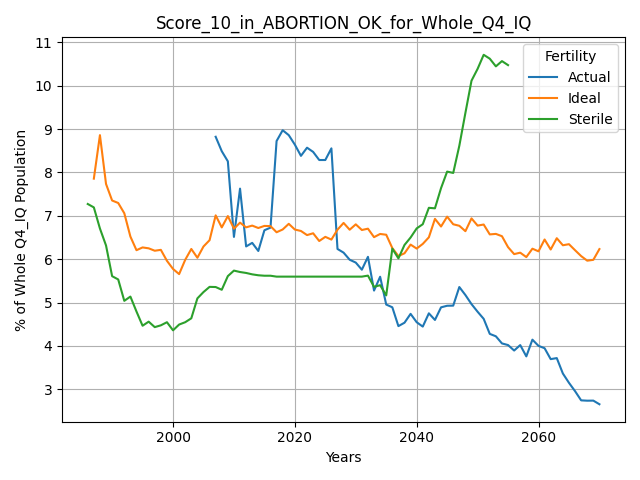 Score_10_in_ABORTION_OK_for_Whole_Q4_IQ
% of Whole Q4_IQ Population
11
10
9
8
7
6
5
4
3
Fertility
Actual
Ideal
Sterile
2000 2020 2040 2060
Years